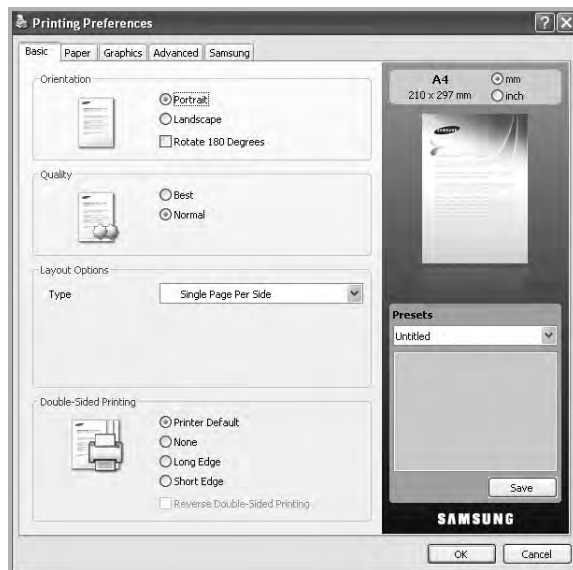 Printing Preferences
Basic Paper Graphics Advanced Samsung
Orientation
Portrait
Landscape
Rotate 180 Degrees
Quality
Best
Normal
Layout Options
Type Single Page Per Side
Double-Sided Printing
Printer Default
None
Long Edge
Short Edge
Reverse Double-Sided Printing
A4 mm
210 x 297 mm inch
SAMSUNG
Presets
Untitled
Save
SAMSUNG
OK Cancel